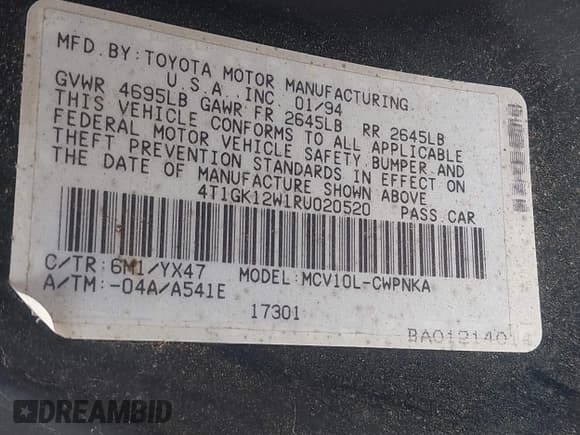 MFD. BY: TOYOTA MOTOR MANUFACTURING
U.S.A., INC. 01/94
GVWR 4695LB GAWR FR 2645LB RR 2645LB
THIS VEHICLE CONFORMS TO ALL APPLICABLE
FEDERAL MOTOR VEHICLE SAFETY, BUMPER AND
THEFT PREVENTION STANDARDS IN EFFECT ON
THE DATE OF MANUFACTURE SHOWN ABOVE
4T1GK12W1RU020520 PASS.CAR
C/TR: 6M1/YX47 MODEL: MCV10L-CWPNKA
A/TM: -04A/A541E
17301
DREAMBID